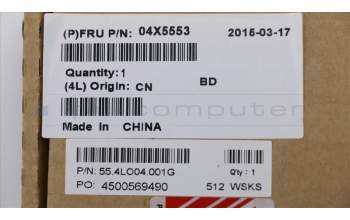 (P)FRU P/N: 04X5553 2015-03-17
Quantity: 1
(4L) Origin: CN BD
Made In CHINA
P/N: 55.4LO04.001G Q'ty : 1
PO: 4500569490 512 WSKS